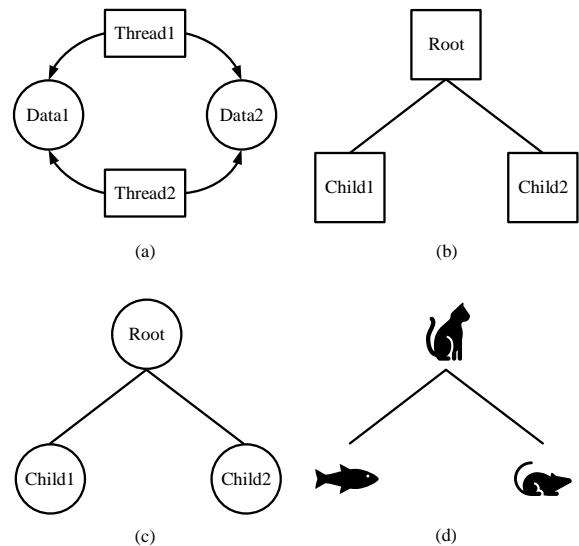 Thread1
Data1
Data2
Thread2
(a)
Root
Child1
Child2
(b)
Root
Child1
Child2
(c)
(d)